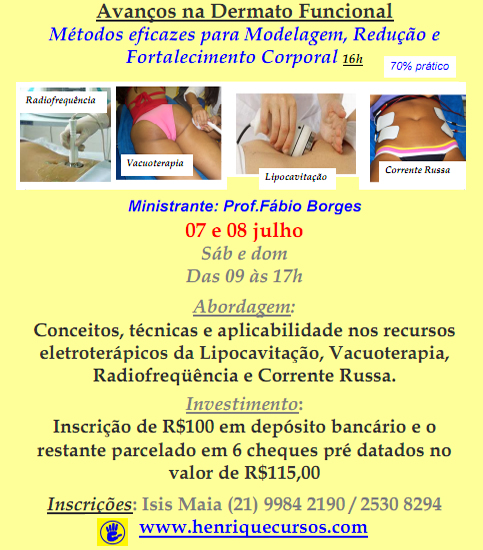 Avanços na Dermato Funcional
Métodos eficazes para Modelagem, Redução e
Fortalecimento Corporal 16h
70% prático
Radiofrequência
Vacuoterapia
Lipocavitação
Corrente Russa
Ministrante: Prof.Fábio Borges
07 e 08 julho
Sáb e dom
Das 09 às 17h
Abordagem:
Conceitos, técnicas e aplicabilidade nos recursos
eletroterápicos da Lipocavitação, Vacuoterapia,
Radiofreqüência e Corrente Russa.
Investimento:
Inscrição de R$100 em depósito bancário e o
restante parcelado em 6 cheques pré datados no
valor de R$115,00
Inscrições: Isis Maia (21) 9984 2190 / 2530 8294
www.henriquecursos.com